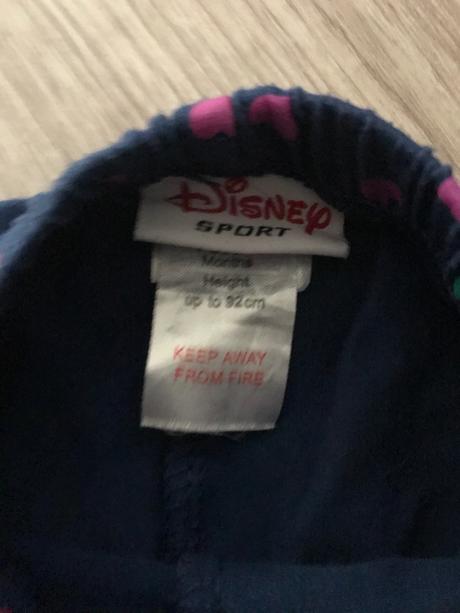 Disney
SPORT
Months
Height
up to 92cm
KEEP AWAY
FROM FIRE